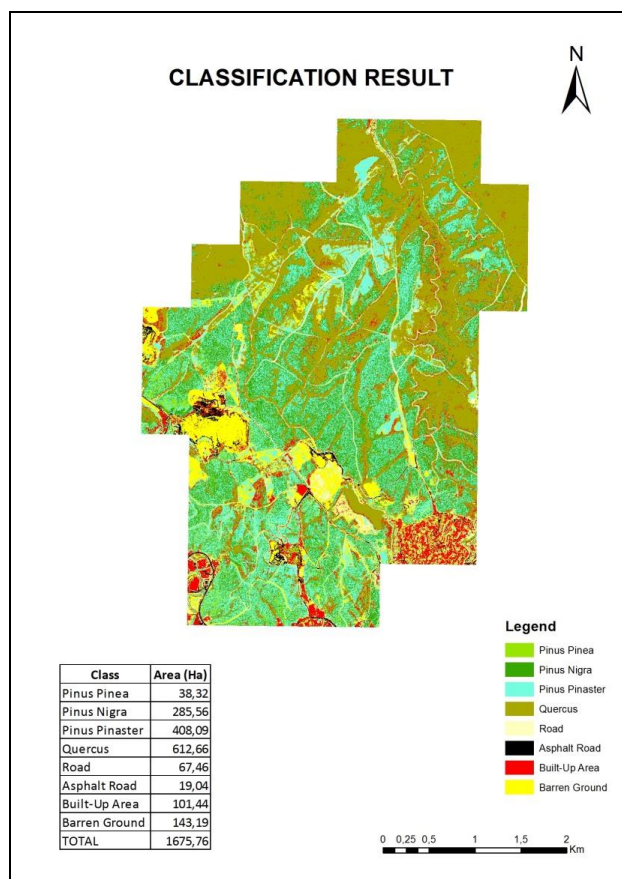 N
CLASSIFICATION RESULT
Legend
Pinus Pinea
Pinus Nigra
Pinus Pinaster
Quercus
Road
Asphalt Road
Built-Up Area
Barren Ground
Class Area (Ha)
Pinus Pinea 38,32
Pinus Nigra 285,56
Pinus Pinaster 408,09
Quercus 612,66
Road 67,46
Asphalt Road 19,04
Built-Up Area 101,44
Barren Ground 143,19
TOTAL 1675,76
0 0,25 0,5 1 1,5 2
Km